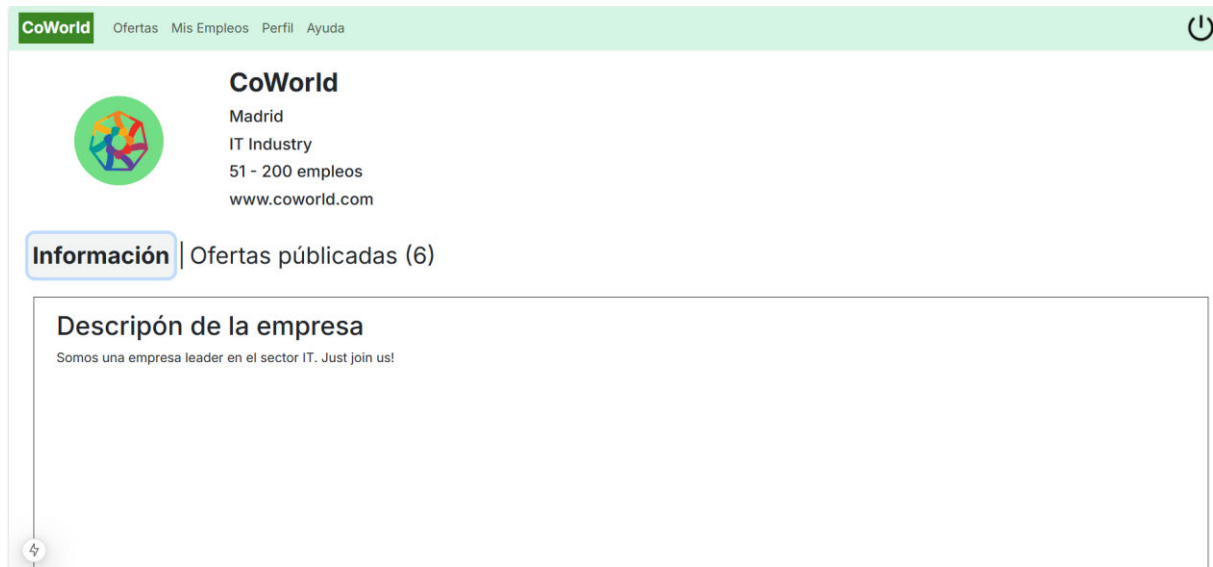 CoWorld Ofertas Mis Empleos Perfil Ayuda
CoWorld
Madrid
IT Industry
51 - 200 empleos
www.coworld.com
Información | Ofertas públicadas (6)
Descripón de la empresa
Somos una empresa leader en el sector IT. Just join us!